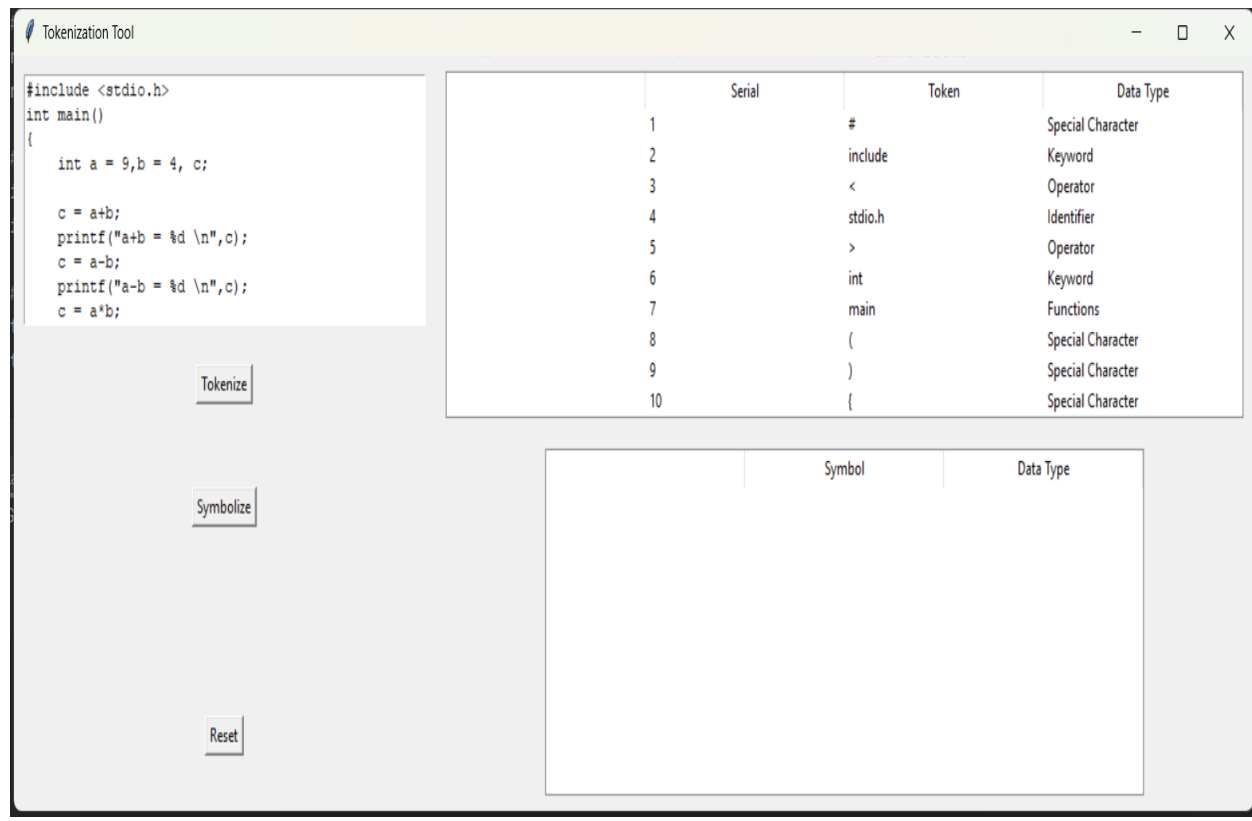 Tokenization Tool
#include <stdio.h>
int main()
{
    int a = 9,b = 4, c;
    c = a+b;
    printf("a+b = %d \n",c);
    c = a-b;
    printf("a-b = %d \n",c);
    c = a*b;
Tokenize
Symbolize
Reset
Serial Token Data Type
1 # Special Character
2 include Keyword
3 < Operator
4 stdio.h Identifier
5 > Operator
6 int Keyword
7 main Functions
8 ( Special Character
9 ) Special Character
10 { Special Character
Symbol Data Type